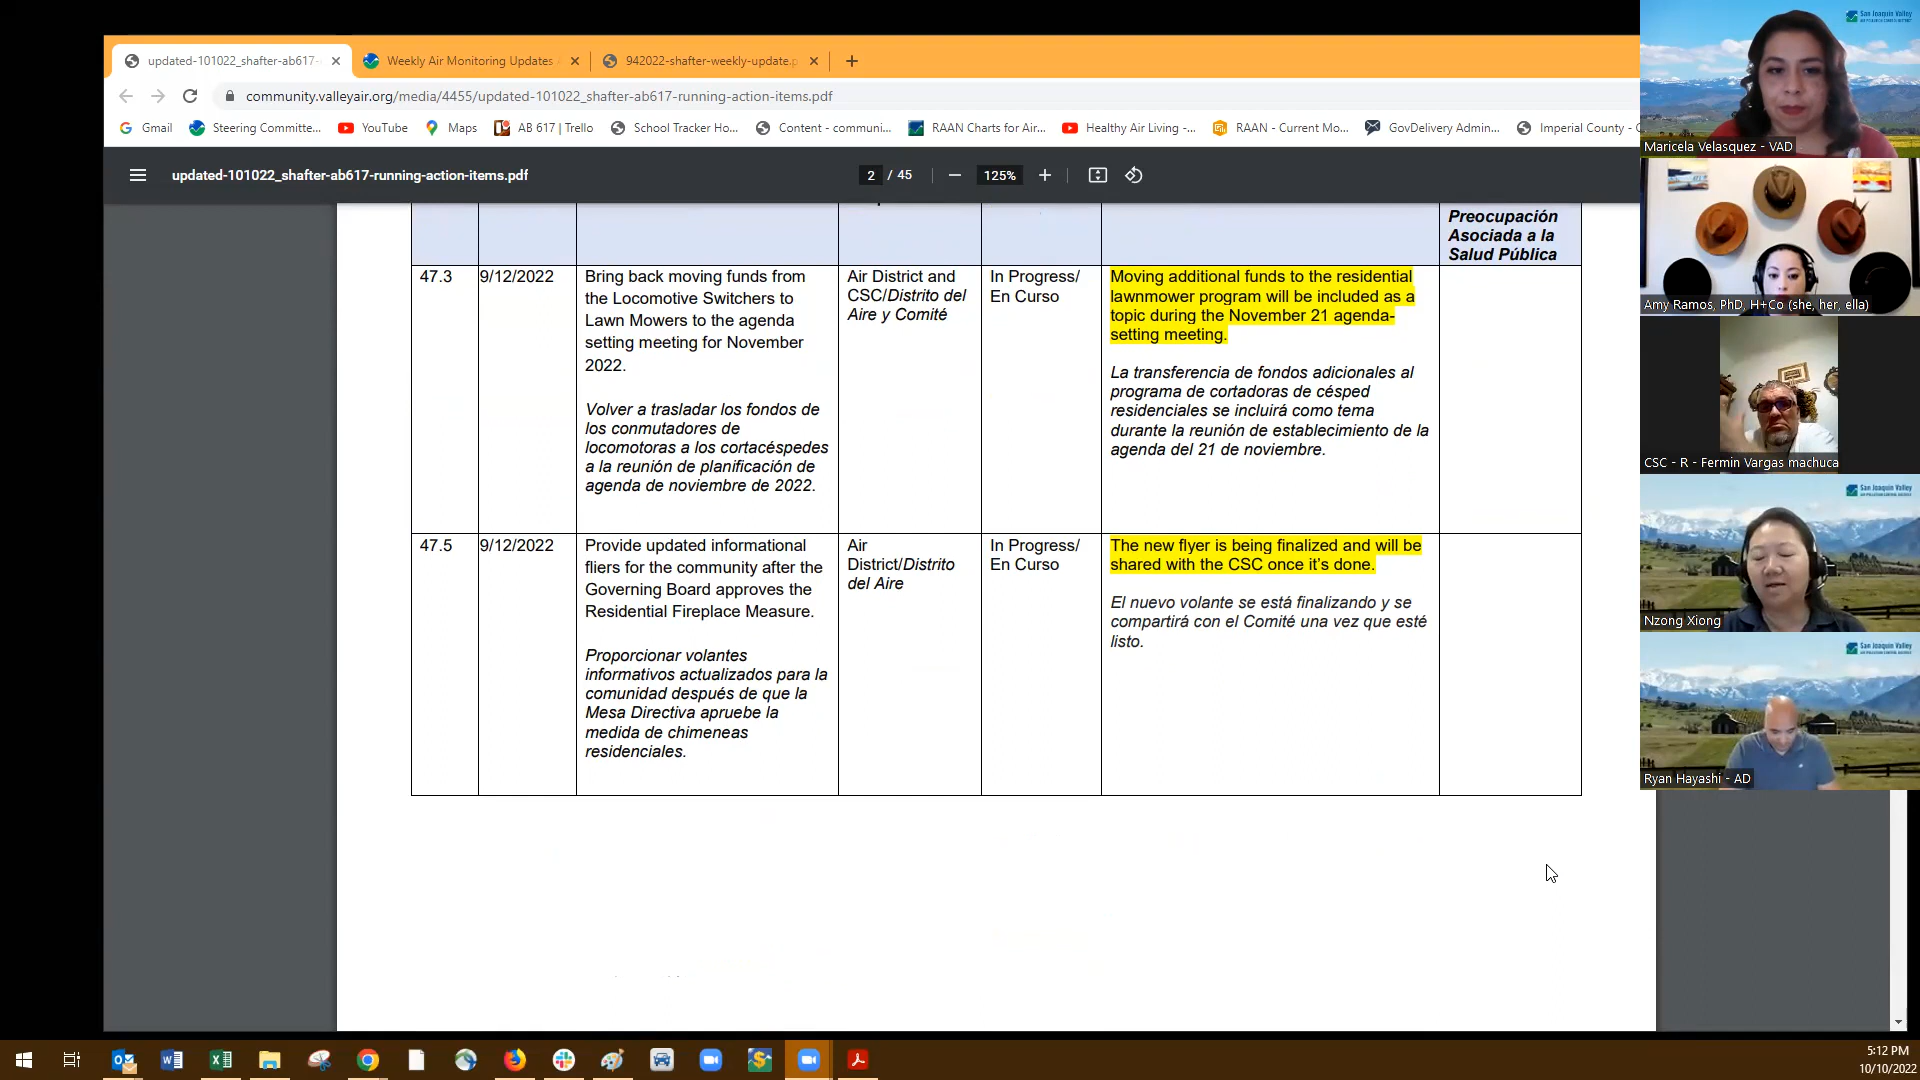 updated-101022_shafter-ab617-
Weekly Air Monitoring Updates
942022-shafter-weekly-update.p
community.valleyair.org/media/4455/updated-101022_shafter-ab617-running-action-items.pdf
Gmail
Steering Committe...
YouTube
Maps
AB 617 | Trello
School Tracker Ho...
Content - communi...
RAAN Charts for Air...
Healthy Air Living -...
RAAN - Current Mo...
GovDelivery Admin...
Imperial County -
updated-101022_shafter-ab617-running-action-items.pdf
2 / 45
125%
Preocupación
Asociada a la
Salud Pública
47.3
9/12/2022
Bring back moving funds from
the Locomotive Switchers to
Lawn Mowers to the agenda
setting meeting for November
2022.
Volver a trasladar los fondos de
los conmutadores de
locomotoras a los cortacéspedes
a la reunión de planificación de
agenda de noviembre de 2022.
Air District and
CSC/Distrito del
Aire y Comité
In Progress/
En Curso
Moving additional funds to the residential
lawnmower program will be included as a
topic during the November 21 agenda-
setting meeting.
La transferencia de fondos adicionales al
programa de cortadoras de césped
residenciales se incluirá como tema
durante la reunión de establecimiento de la
agenda del 21 de noviembre.
47.5
9/12/2022
Provide updated informational
fliers for the community after the
Governing Board approves the
Residential Fireplace Measure.
Proporcionar volantes
informativos actualizados para la
comunidad después de que la
Mesa Directiva apruebe la
medida de chimeneas
residenciales.
Air
District/Distrito
del Aire
In Progress/
En Curso
The new flyer is being finalized and will be
shared with the CSC once it's done.
El nuevo volante se está finalizando y se
compartirá con el Comité una vez que esté
listo.
San Joaquin Valley
Maricela Velasquez - VAD
Amy Ramos, PhD, H+Co (she, her, ella)
CSC - R - Fermin Vargas machuca
San Joaquin Valley
Nzong Xiong
San Joaquin Valley
Ryan Hayashi - AD
5:12 PM
10/10/2022